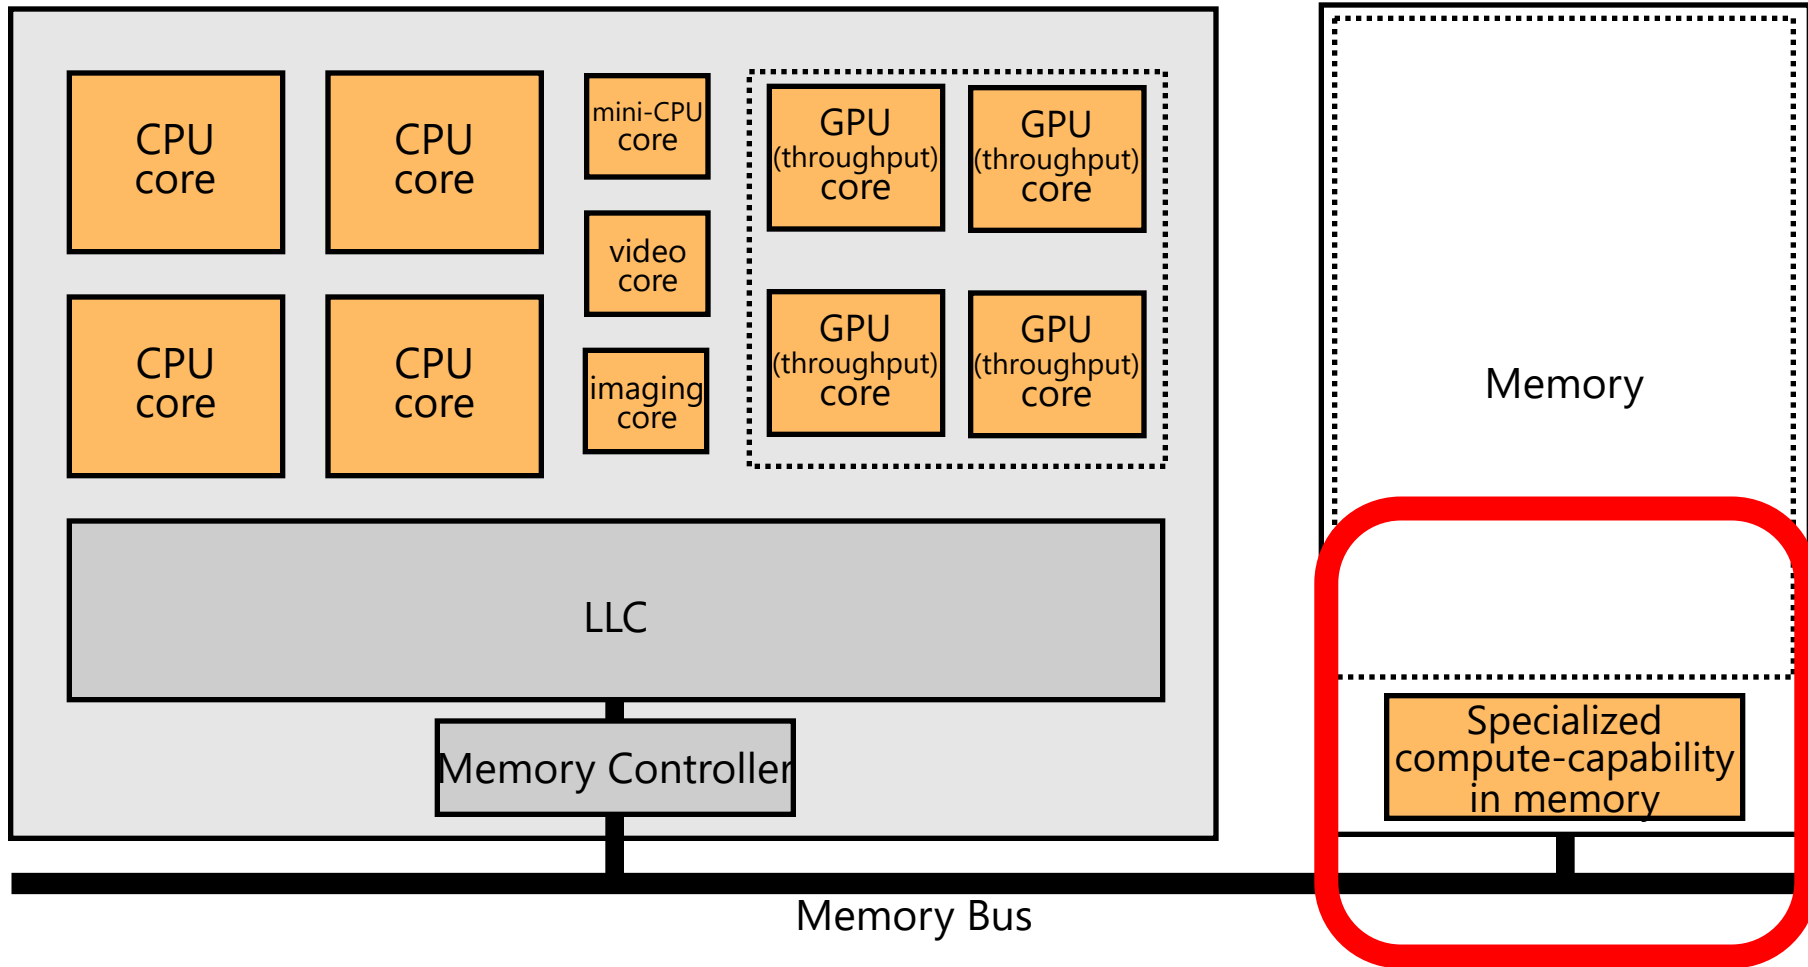 CPU
core
CPU
core
mini-CPU
core
video
core
imaging
core
GPU
(throughput)
core
GPU
(throughput)
core
CPU
core
CPU
core
GPU
(throughput)
core
GPU
(throughput)
core
LLC
Memory Controller
Memory Bus
Memory
Specialized
compute-capability
in memory